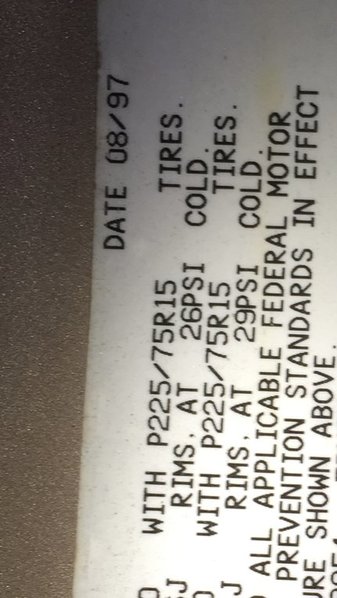 DATE 08/97
WITH P225/75R15 TIRES.
RIMS, AT 26PSI COLD.
WITH P225/75R15 TIRES.
RIMS, AT 29PSI COLD.
ALL APPLICABLE FEDERAL MOTOR
PREVENTION STANDARDS IN EFFECT
SHOWN ABOVE.